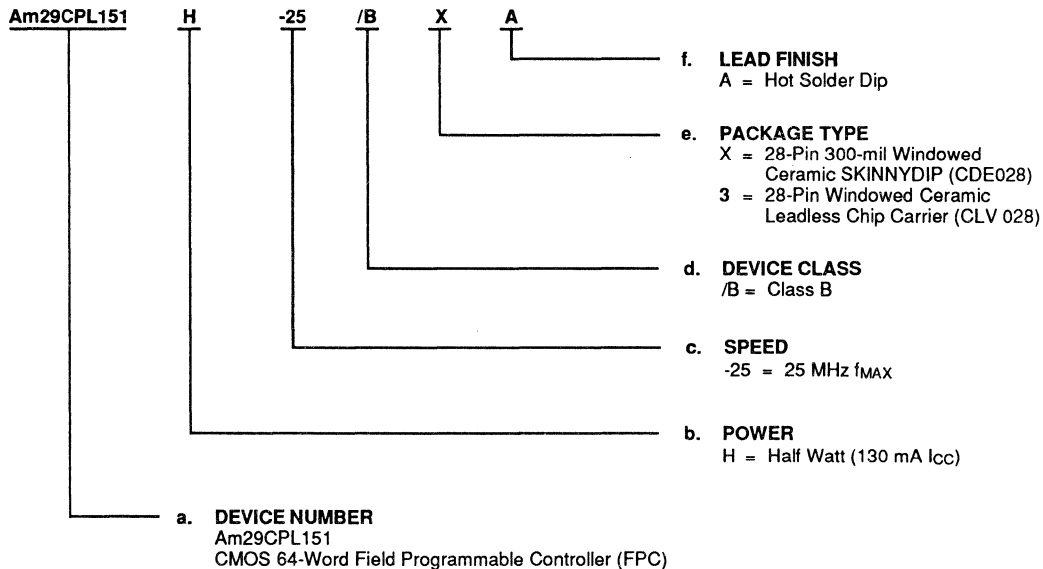 Am29CPL151 H -25 /B X A
f. LEAD FINISH
A = Hot Solder Dip
e. PACKAGE TYPE
X = 28-Pin 300-mil Windowed
Ceramic SKINNYDIP (CDE028)
3 = 28-Pin Windowed Ceramic
Leadless Chip Carrier (CLV 028)
d. DEVICE CLASS
/B = Class B
c. SPEED
-25 = 25 MHz fMAX
b. POWER
H = Half Watt (130 mA ICC)
a. DEVICE NUMBER
Am29CPL151
CMOS 64-Word Field Programmable Controller (FPC)